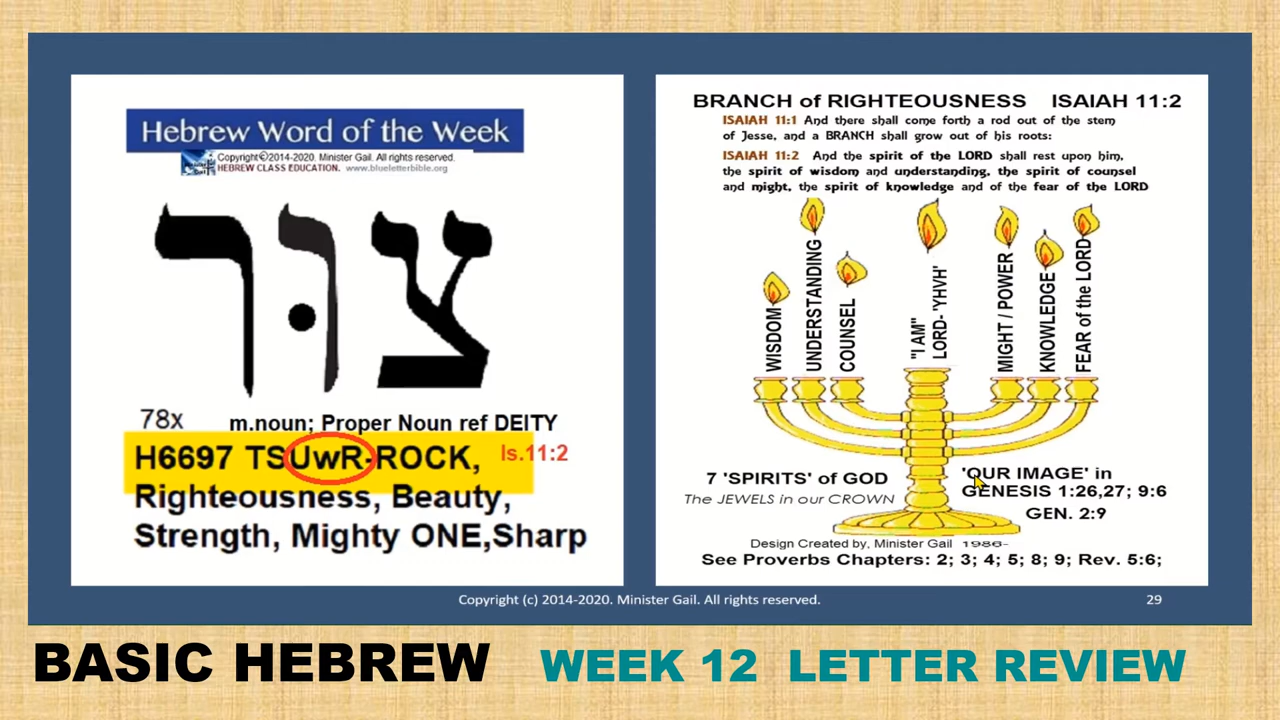 Hebrew Word of the Week
Copyright©2014-2020. Minister Gail. All rights reserved.
HEBREW CLASS EDUCATION. www.blueletterbible.org
צוּר
78x m.noun; Proper Noun ref DEITY
H6697 TSUwR-ROCK, Is.11:2
Righteousness, Beauty,
Strength, Mighty ONE,Sharp
BRANCH of RIGHTEOUSNESS ISAIAH 11:2
ISAIAH 11:1 And there shall come forth a rod out of the stem
of Jesse, and a BRANCH shall grow out of his roots:
ISAIAH 11:2 And the spirit of the LORD shall rest upon him,
the spirit of wisdom and understanding, the spirit of counsel
and might, the spirit of knowledge and of the fear of the LORD
WISDOM
UNDERSTANDING
COUNSEL
"I AM"
LORD- 'YHVH'
MIGHT / POWER
KNOWLEDGE
FEAR of the LORD
7 'SPIRITS' of GOD
The JEWELS in our CROWN
'OUR IMAGE' in
GENESIS 1:26,27; 9:6
GEN. 2:9
Design Created by, Minister Gail 1986-
See Proverbs Chapters: 2; 3; 4; 5; 8; 9; Rev. 5:6;
Copyright (c) 2014-2020. Minister Gail. All rights reserved. 29
BASIC HEBREW WEEK 12 LETTER REVIEW